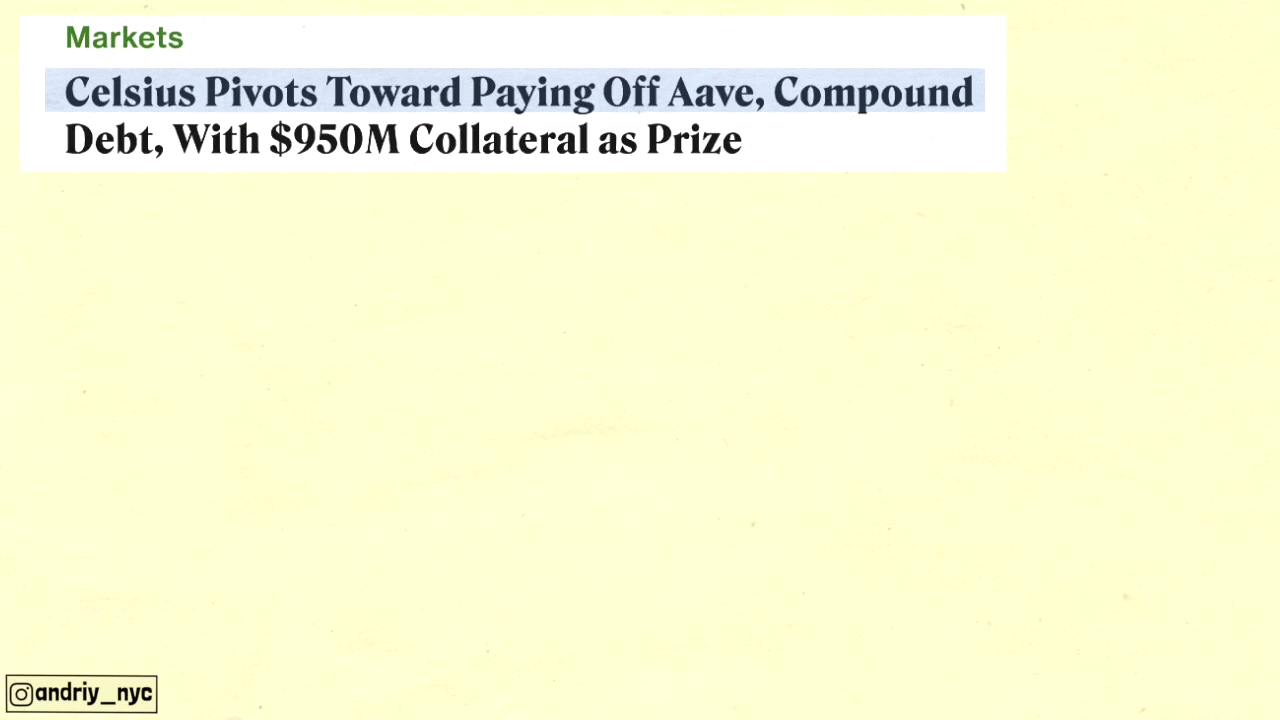 Markets
Celsius Pivots Toward Paying Off Aave, Compound
Debt, With $950M Collateral as Prize
@andriy_nyc